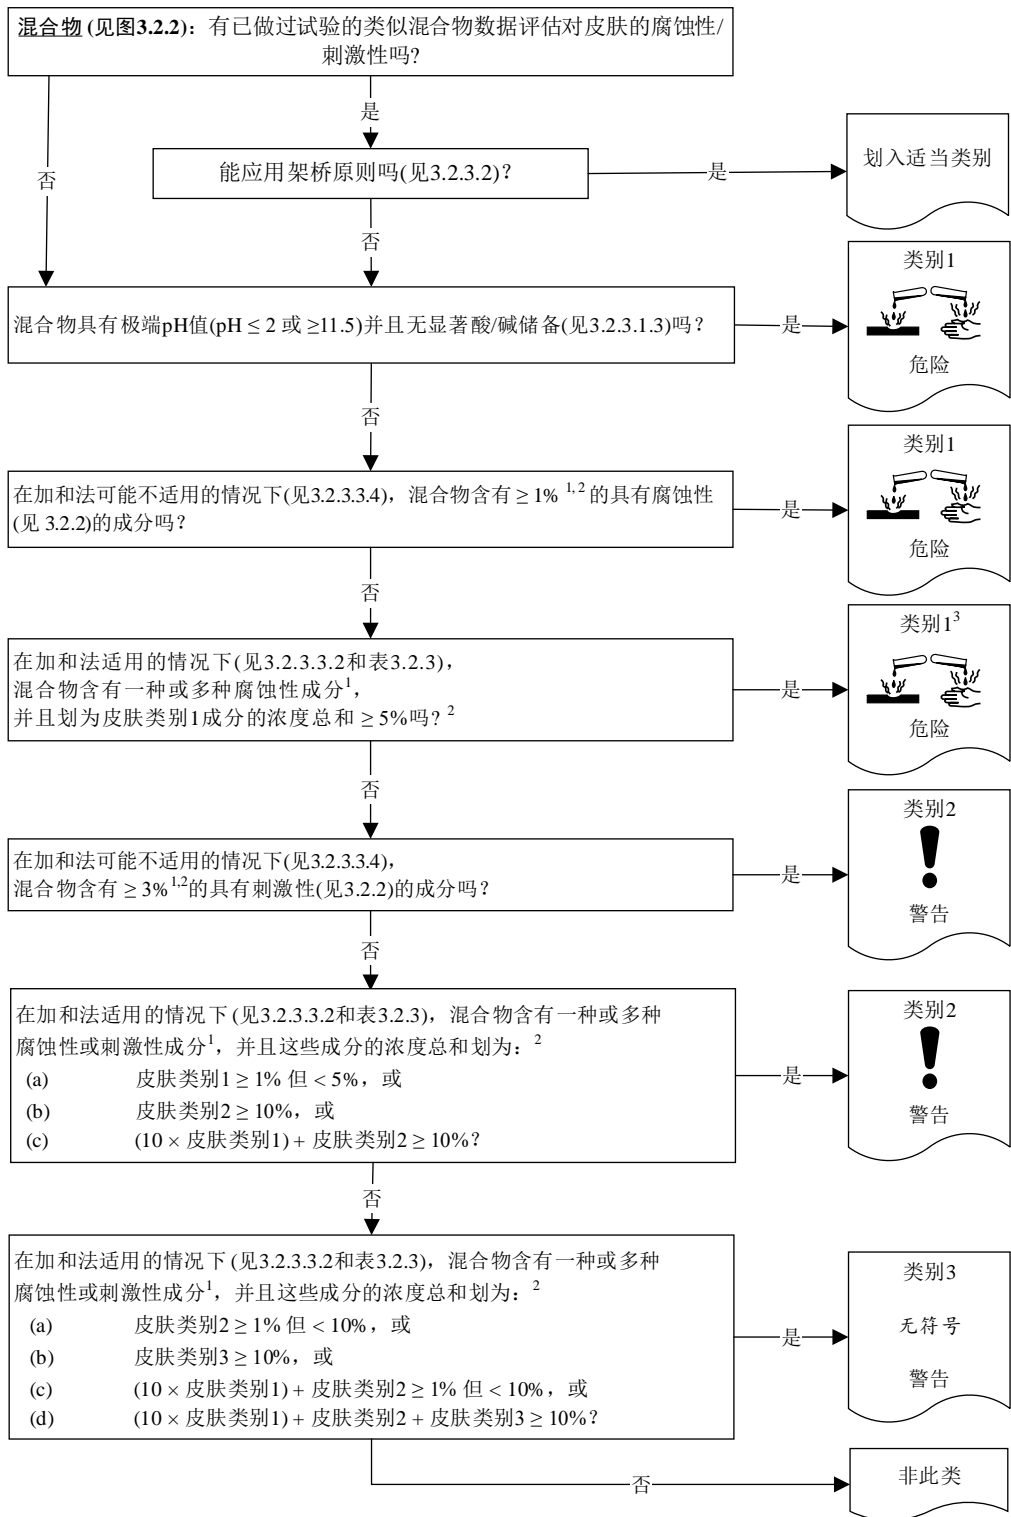 混合物 (见图3.2.2)：有已做过试验的类似混合物数据评估对皮肤的腐蚀性/
刺激性吗?
是
否
能应用架桥原则吗(见3.2.3.2)？
是
划入适当类别
否
混合物具有极端pH值(pH ≤ 2 或 ≥11.5)并且无显著酸/碱储备(见3.2.3.1.3)吗？
是
类别1
危险
否
在加和法可能不适用的情况下(见3.2.3.3.4)，混合物含有 ≥ 1% 1,2 的具有腐蚀性
(见 3.2.2)的成分吗？
是
类别1
危险
否
在加和法适用的情况下(见3.2.3.3.2和表3.2.3)，
混合物含有一种或多种腐蚀性成分1，
并且划为皮肤类别1成分的浓度总和 ≥ 5%吗？2
是
类别13
危险
否
在加和法可能不适用的情况下(见3.2.3.3.4)，
混合物含有 ≥ 3%1,2的具有刺激性(见3.2.2)的成分吗？
是
类别2
警告
否
在加和法适用的情况下(见3.2.3.3.2和表3.2.3)，混合物含有一种或多种
腐蚀性或刺激性成分1，并且这些成分的浓度总和划为：2
(a) 皮肤类别1 ≥ 1% 但 < 5%，或
(b) 皮肤类别2 ≥ 10%，或
(c) (10 × 皮肤类别1) + 皮肤类别2 ≥ 10%？
是
类别2
警告
否
在加和法适用的情况下(见3.2.3.3.2和表3.2.3)，混合物含有一种或多种
腐蚀性或刺激性成分1，并且这些成分的浓度总和划为：2
(a) 皮肤类别2 ≥ 1% 但 < 10%，或
(b) 皮肤类别3 ≥ 10%，或
(c) (10 × 皮肤类别1) + 皮肤类别2 ≥ 1% 但 < 10%，或
(d) (10 × 皮肤类别1) + 皮肤类别2 + 皮肤类别3 ≥ 10%？
是
类别3
无符号
警告
否
非此类